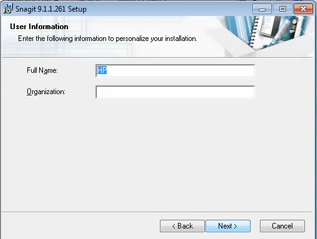 Snagit 9.1.1.261 Setup
User Information
Enter the following information to personalize your installation.
Full Name:
HP
Organization:
< Back
Next >
Cancel